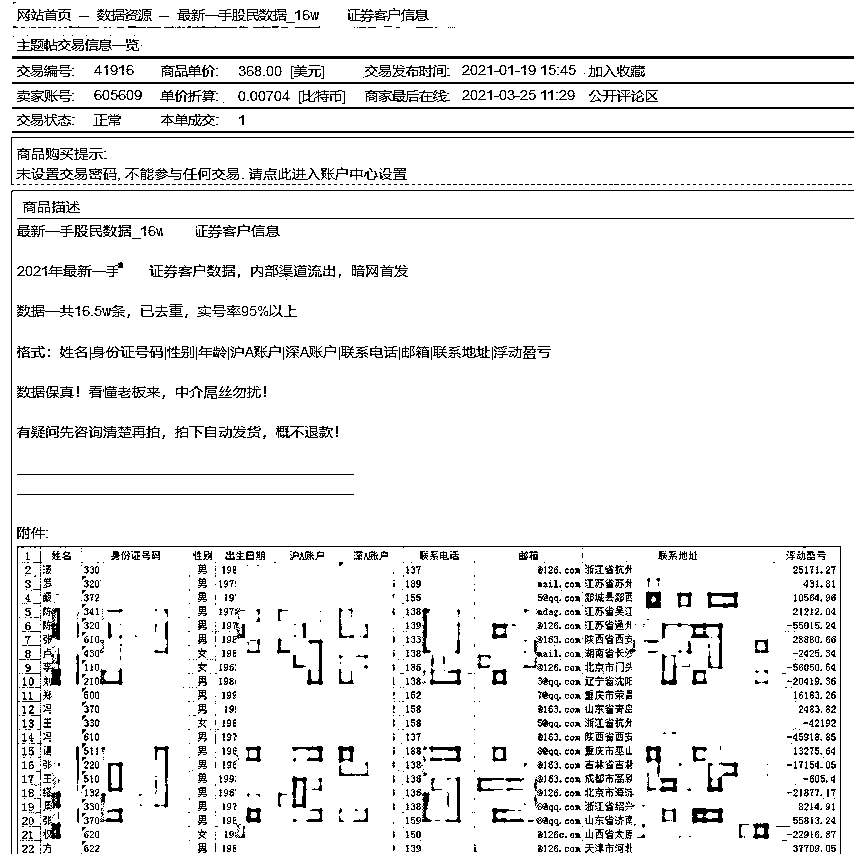 网站首页 — 数据资源 — 最新一手股民数据_16w 证券客户信息
主题帖交易信息一览
交易编号: 41916 商品单价: 368.00 [美元] 交易发布时间: 2021-01-19 15:45 加入收藏
卖家账号: 605609 单价折算: 0.00704 [比特币] 商家最后在线: 2021-03-25 11:29 公开评论区
交易状态: 正常 本单成交: 1
商品购买提示:
未设置交易密码, 不能参与任何交易. 请点此进入账户中心设置
商品描述
最新一手股民数据_16w 证券客户信息
2021年最新一手 证券客户数据，内部渠道流出，暗网首发
数据一共16.5w条，已去重，实号率95%以上
格式：姓名|身份证号码|性别|年龄|沪A账户|深A账户|联系电话|邮箱|联系地址|浮动盈亏
数据保真！看懂老板来，中介屌丝勿扰！
有疑问先咨询清楚再拍，拍下自动发货，概不退款！
附件:
1 姓名 身份证号码 性别 出生日期 沪A账户 深A账户 联系电话 邮箱 联系地址 浮动盈亏
2 330 男 198 137 @126.com 浙江省杭州 25171.27
3 320 男 197 189 mail.com 江苏省苏州 431.81
4 372 男 19 155 @qq.com 10564.96
5 341 男 197 138 江苏省吴江 21212.04
6 320 男 198 139 @126.com 江苏省通州 -55015.24
7 张 610 男 198 133 @163.com 陕西省西安 28880.66
8 卢 430 女 198 138 mail.com 湖南省长沙 -2425.34
9 110 女 196 136 @126.com 北京市门头 -56050.64
10 210 男 198 138 @qq.com 辽宁省沈阳 -20419.36
11 郑 500 男 199 152 @qq.com 重庆市荣昌 16163.26
12 冯 370 男 198 158 @163.com 山东省青岛 2483.82
13 王 330 女 198 158 @qq.com 浙江省杭州 -42192
14 冯 610 男 197 137 @163.com 陕西省西安 -45918.85
15 511 男 198 188 @qq.com 重庆市巫山 13275.64
16 张 220 男 198 138 @163.com 吉林省吉林 -17154.05
17 王 510 男 199 138 @163.com 成都市高新 -605.4
18 132 男 196 138 @126.com 北京市海淀 -21877.17
19 周 330 男 198 138 @qq.com 浙江省绍兴 8214.91
20 张 370 男 198 159 @qq.com 山东省济南 55813.24
21 620 女 198 150 山西省太原 -22916.87
22 方 622 男 198 139 @126.com 天津市河北 37709.05